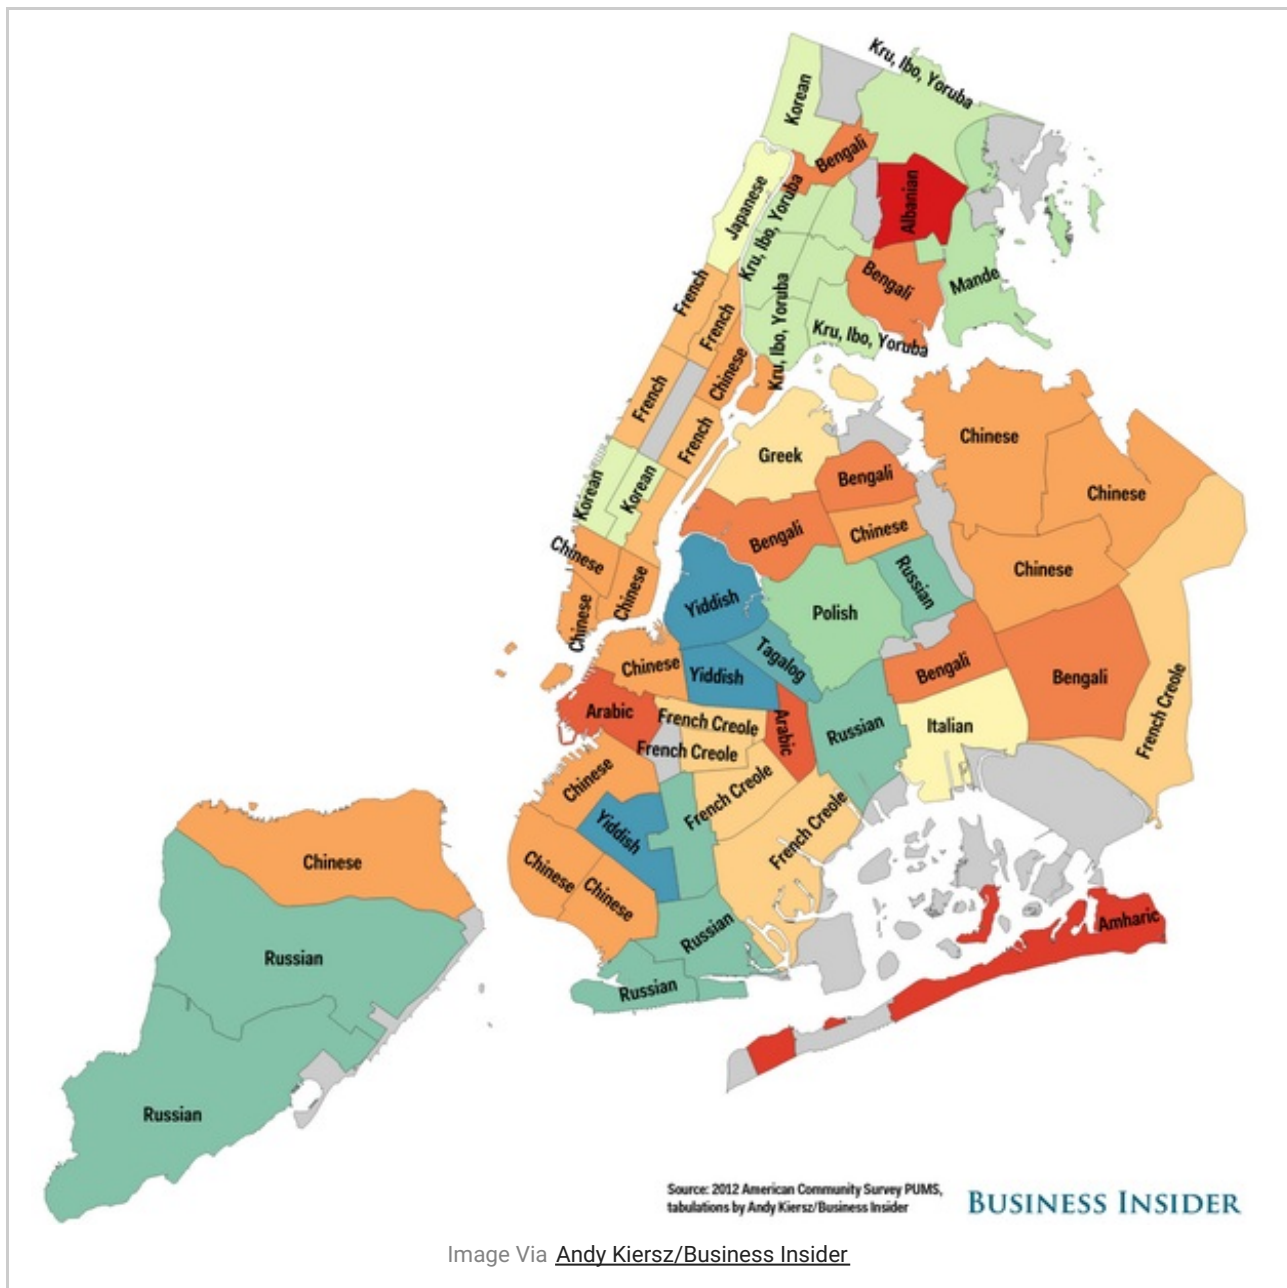 Kru, Ibo, Yoruba
Korean
Bengali
Albanian
Japanese
Kru, Ibo, Yoruba
Bengali
Mande
French
French
Kru, Ibo, Yoruba
Kru, Ibo, Yoruba
Chinese
French
French
Greek
Chinese
Korean
Korean
Bengali
Chinese
Bengali
Chinese
Chinese
Chinese
Chinese
Chinese
Russian
Chinese
Yiddish
Polish
Tagalog
Chinese
Yiddish
Bengali
Bengali
Arabic
French Creole
Arabic
Russian
Italian
French Creole
French Creole
Chinese
French Creole
Yiddish
French Creole
Chinese
Chinese
Chinese
Russian
Amharic
Russian
Russian
Russian
Source: 2012 American Community Survey PUMS,
tabulations by Andy Kiersz/Business Insider
BUSINESS INSIDER
Image Via Andy Kiersz/Business Insider